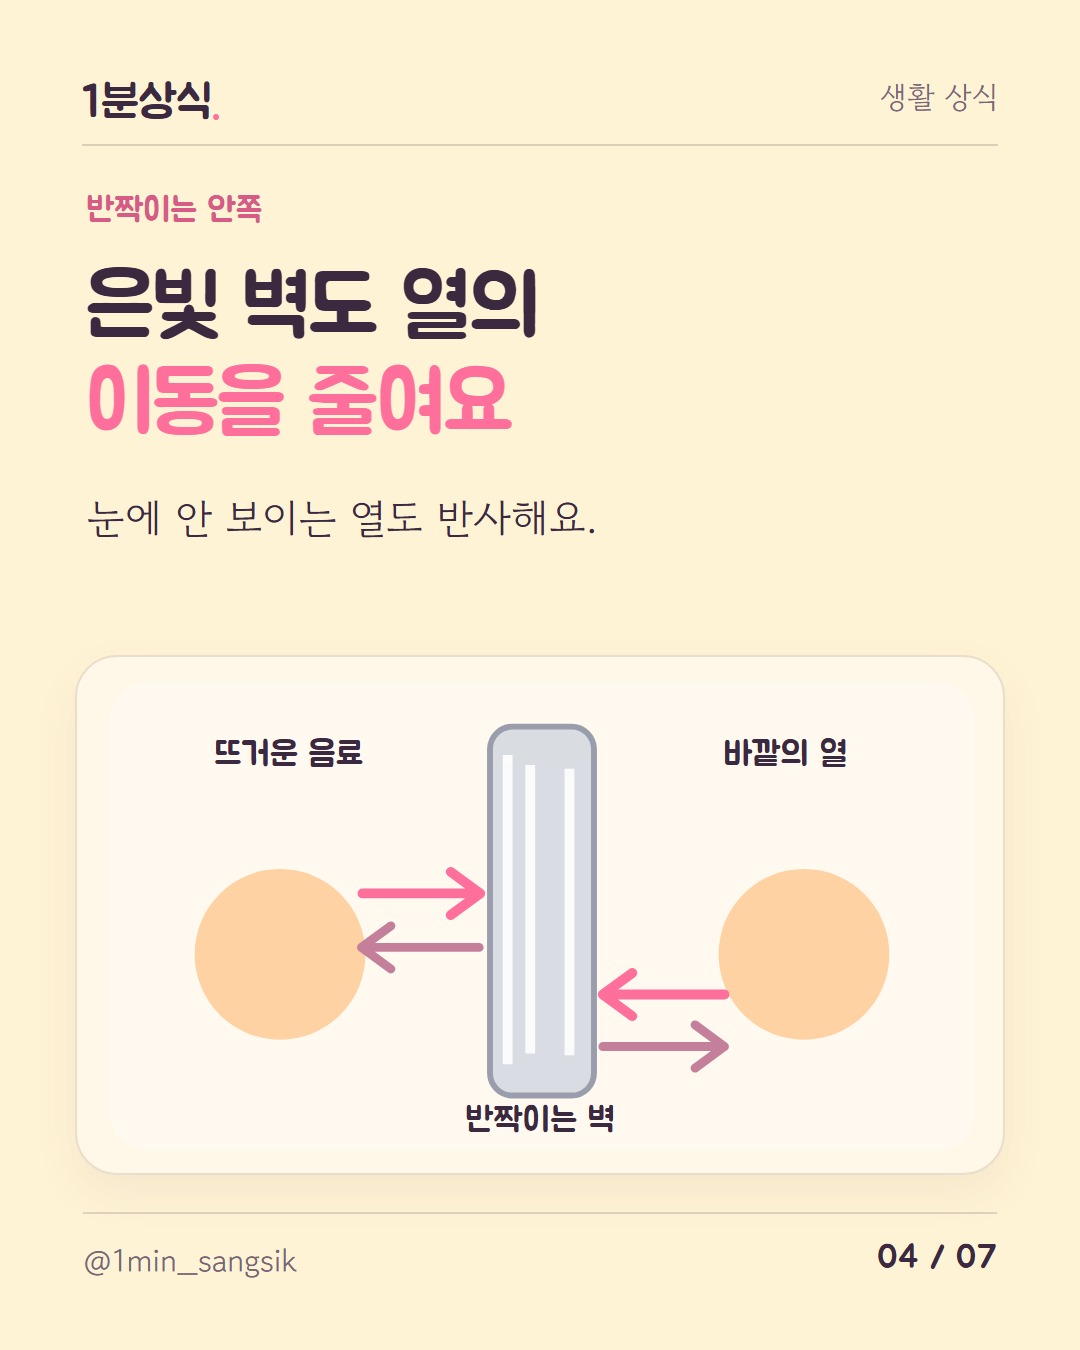 1분상식.
생활 상식
반짝이는 안쪽
은빛 벽도 열의
이동을 줄여요
눈에 안 보이는 열도 반사해요.
뜨거운 음료
바깥의 열
반짝이는 벽
@1min_sangsik
04 / 07